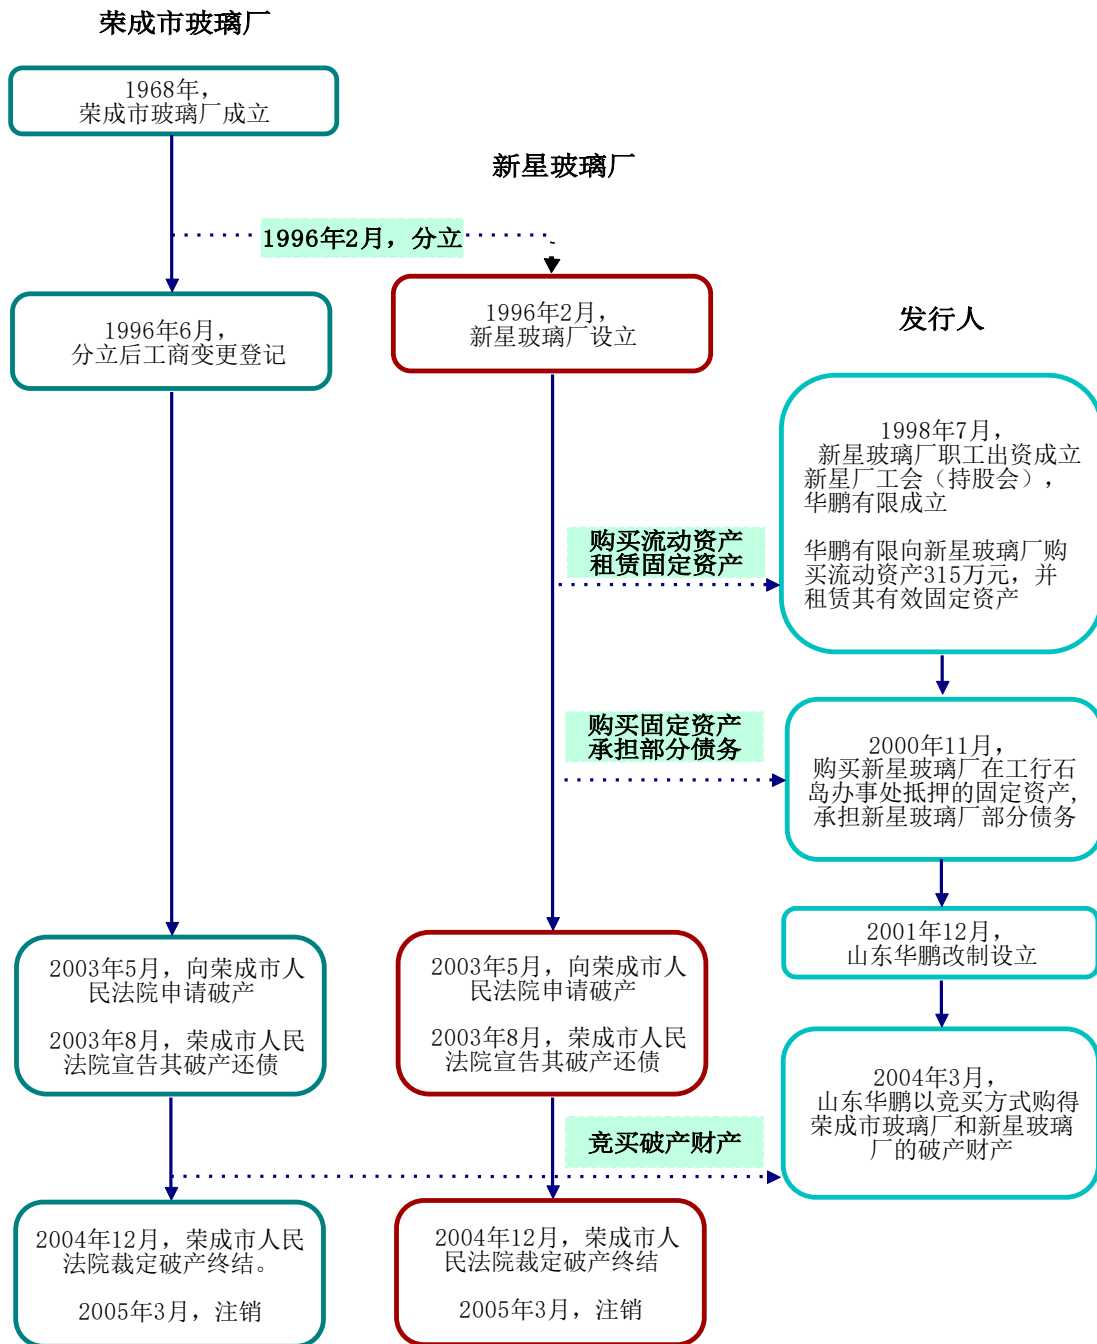 荣成市玻璃厂
1968年，
荣成市玻璃厂成立
新星玻璃厂
1996年2月，分立
1996年6月，
分立后工商变更登记
1996年2月，
新星玻璃厂设立
发行人
1998年7月，
新星玻璃厂职工出资成立
新星厂工会（持股会），
华鹏有限成立
华鹏有限向新星玻璃厂购
买流动资产315万元，并
租赁其有效固定资产
购买流动资产
租赁固定资产
购买固定资产
承担部分债务
2000年11月，
购买新星玻璃厂在工行石
岛办事处抵押的固定资产,
承担新星玻璃厂部分债务
2001年12月，
山东华鹏改制设立
2003年5月，向荣成市人
民法院申请破产
2003年8月，荣成市人民
法院宣告其破产还债
2003年5月，向荣成市人
民法院申请破产
2003年8月，荣成市人民
法院宣告其破产还债
2004年3月，
山东华鹏以竞买方式购得
荣成市玻璃厂和新星玻璃
厂的破产财产
竞买破产财产
2004年12月，荣成市人民
法院裁定破产终结。
2005年3月，注销
2004年12月，荣成市人
民法院裁定破产终结
2005年3月，注销